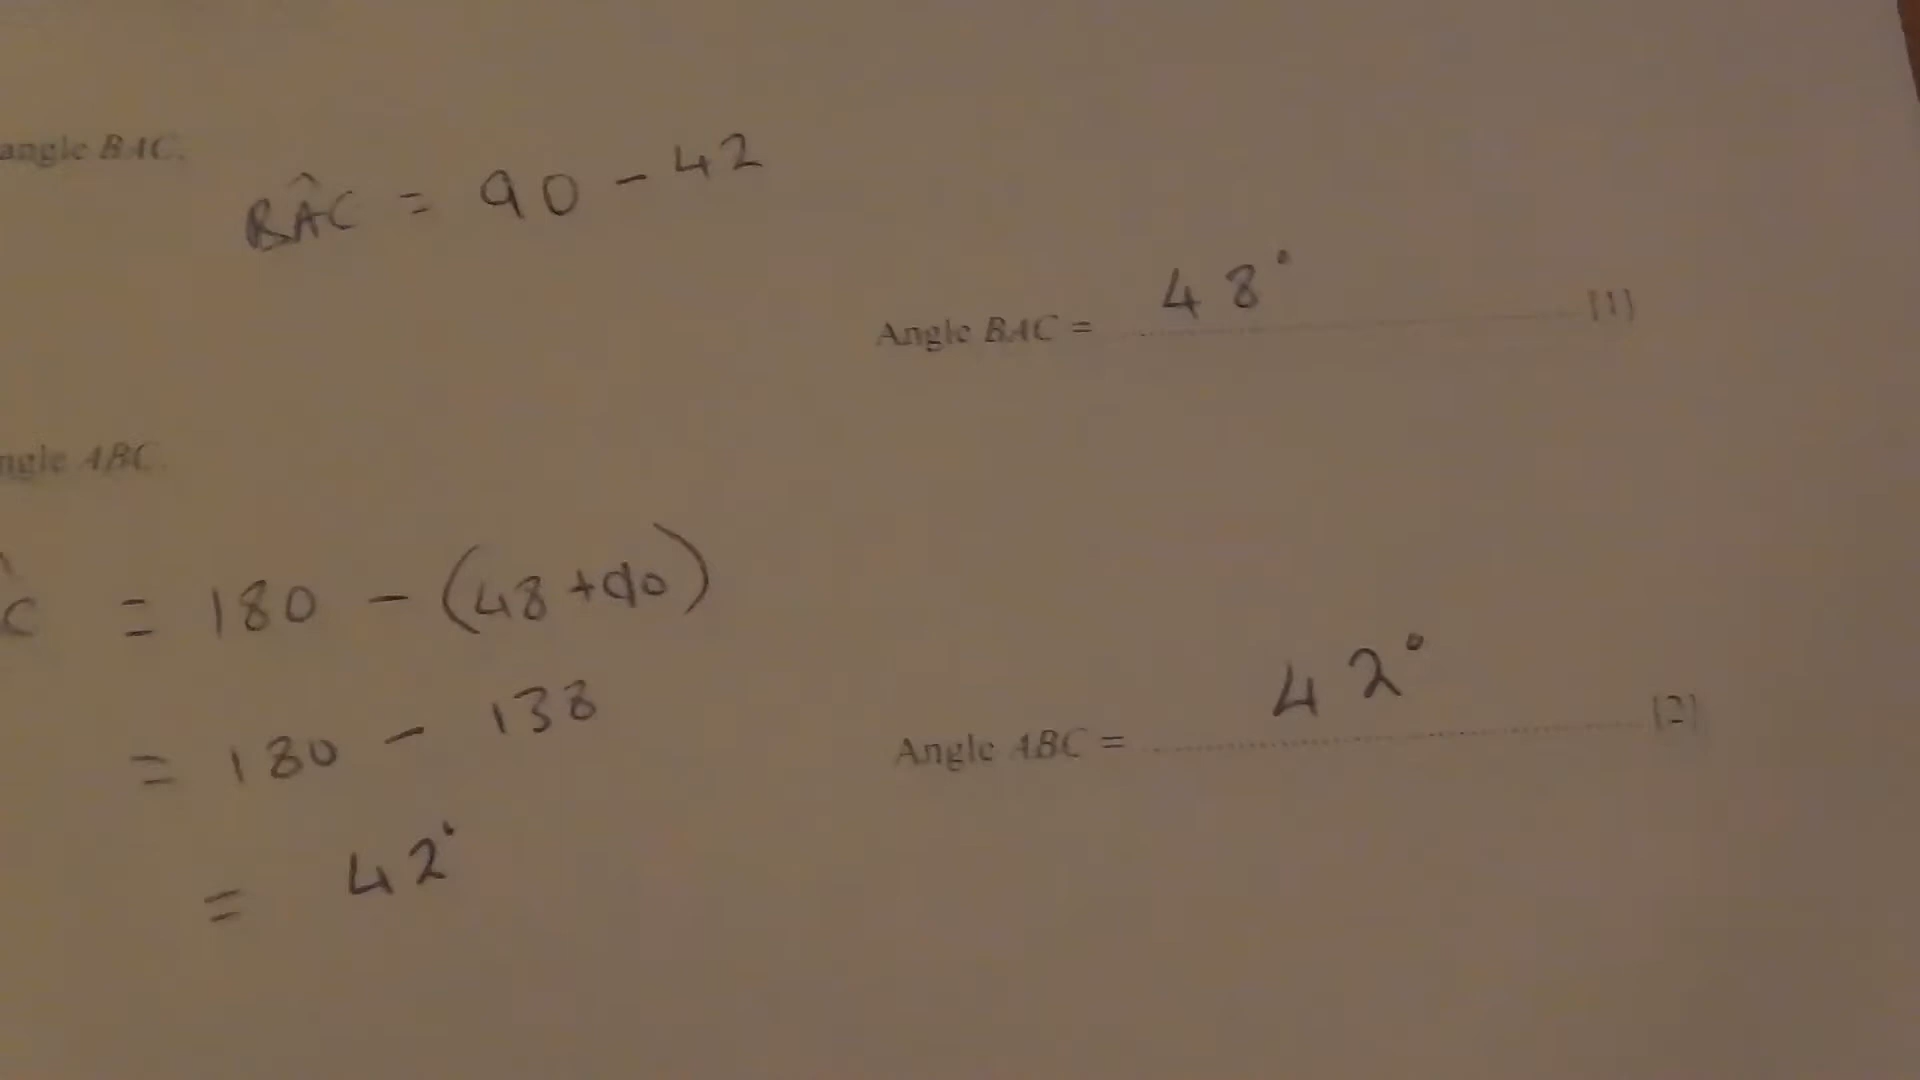 angle BAC.
BÂC = 90 - 42
48°
Angle BAC = [1]
ngle ABC.
C = 180 - (48 + 90)
= 180 - 138
42°
Angle ABC = [2]
= 42°